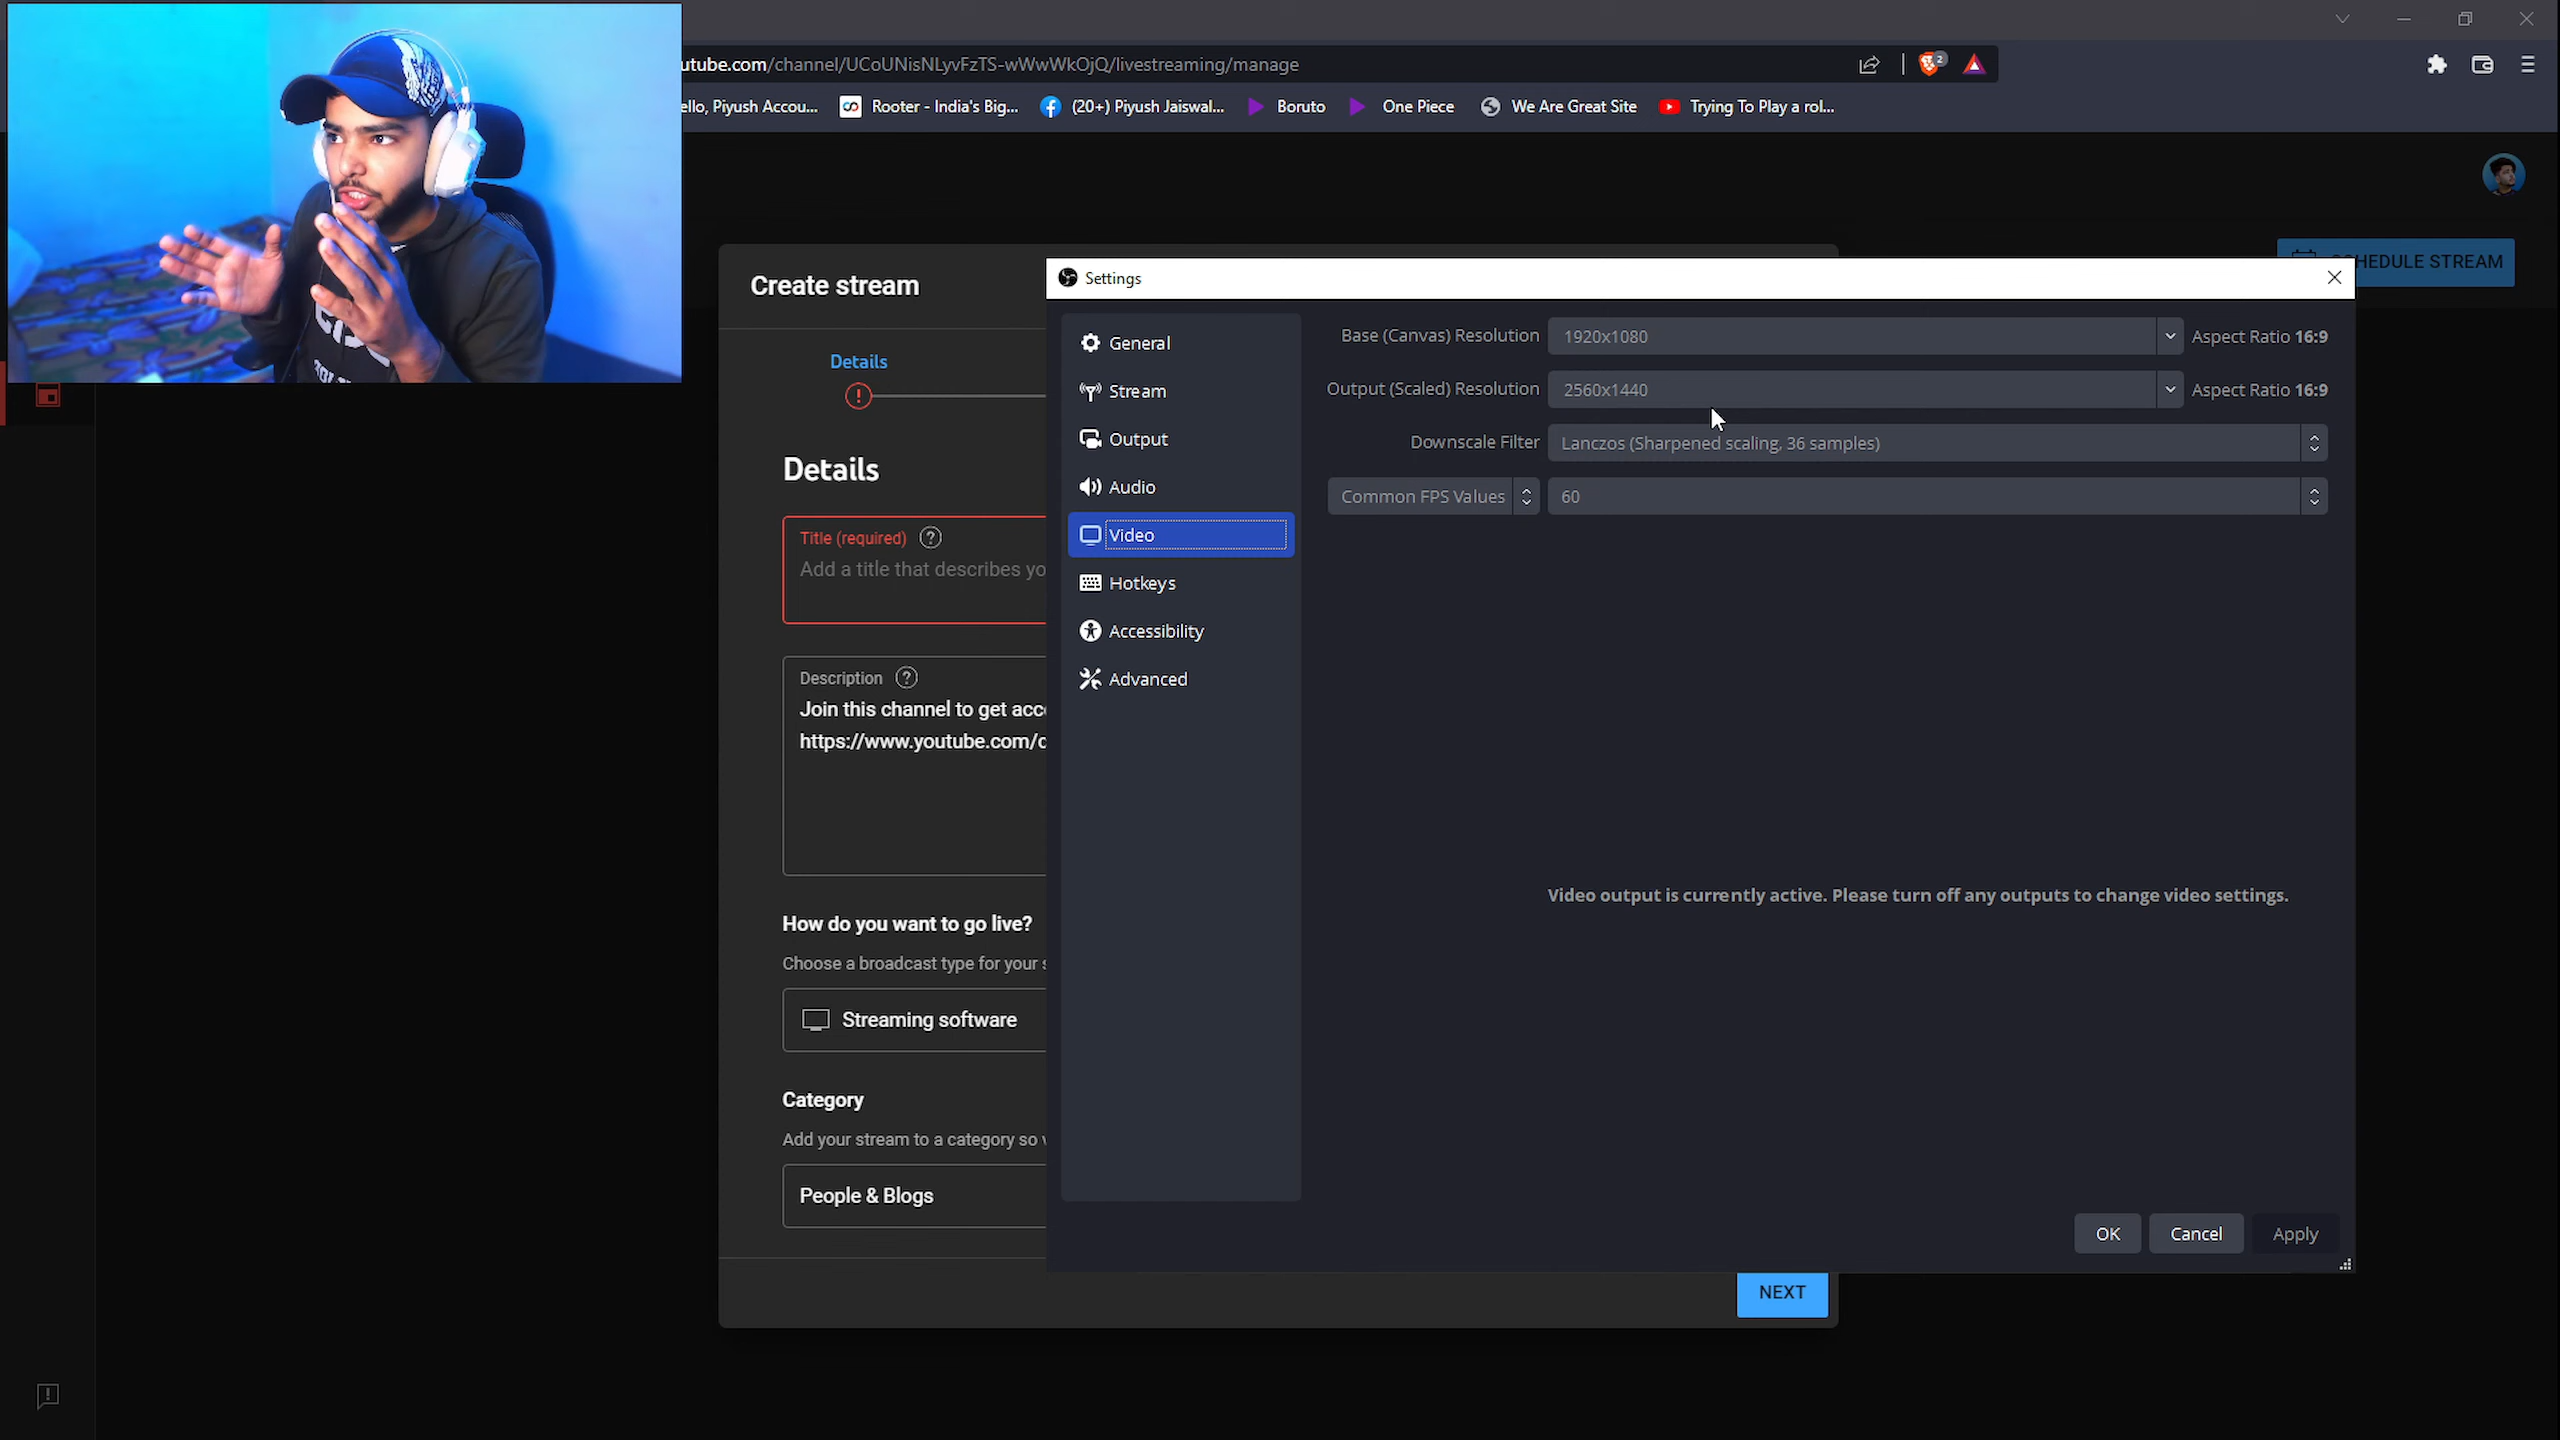 utube.com/channel/UCoUNisNLyvFzTS-wWwWkOjQ/livestreaming/manage
2
ello, Piyush Accou...
Rooter - India's Big...
(20+) Piyush Jaiswal...
Boruto
One Piece
We Are Great Site
Trying To Play a rol...
HEDULE STREAM
Create stream
Details
Details
Title (required)
Add a title that describes yo
Description
Join this channel to get acc
https://www.youtube.com/c
How do you want to go live?
Choose a broadcast type for your s
Streaming software
Category
Add your stream to a category so v
People & Blogs
NEXT
Settings
General
Stream
Output
Audio
Video
Hotkeys
Accessibility
Advanced
Base (Canvas) Resolution 1920x1080 Aspect Ratio 16:9
Output (Scaled) Resolution 2560x1440 Aspect Ratio 16:9
Downscale Filter Lanczos (Sharpened scaling, 36 samples)
Common FPS Values 60
Video output is currently active. Please turn off any outputs to change video settings.
OK Cancel Apply